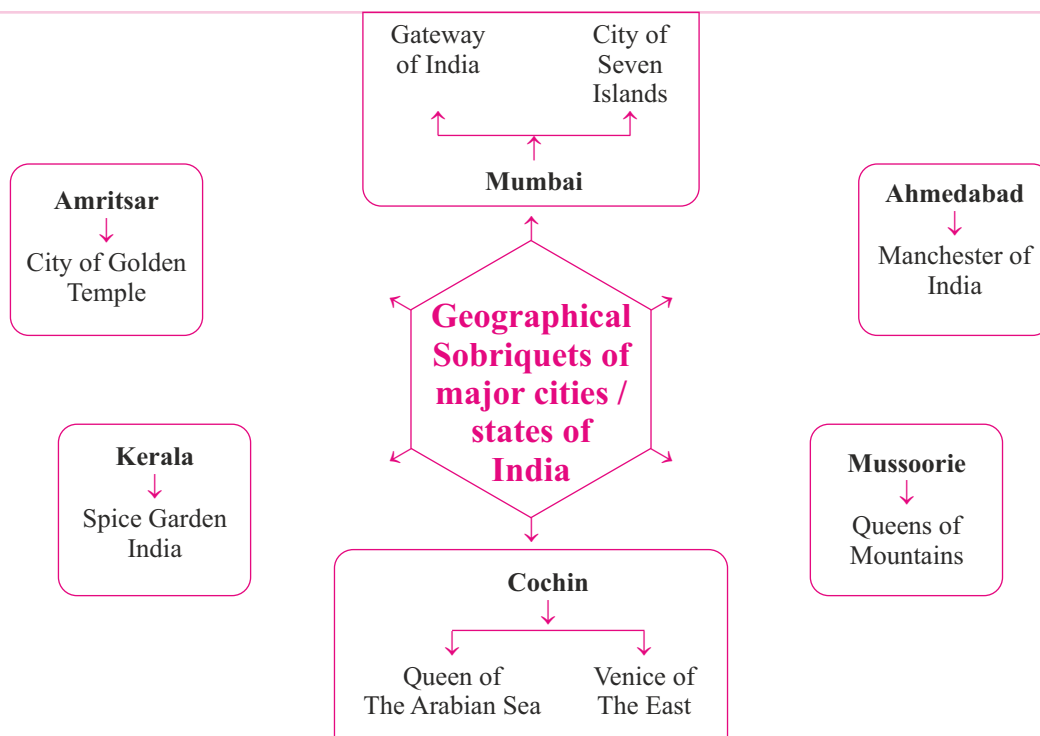 Gateway
of India
City of
Seven
Islands
Mumbai
Amritsar
City of Golden
Temple
Ahmedabad
Manchester of
India
Geographical
Sobriquets of
major cities /
states of
India
Kerala
Spice Garden
India
Mussoorie
Queens of
Mountains
Cochin
Queen of
The Arabian Sea
Venice of
The East